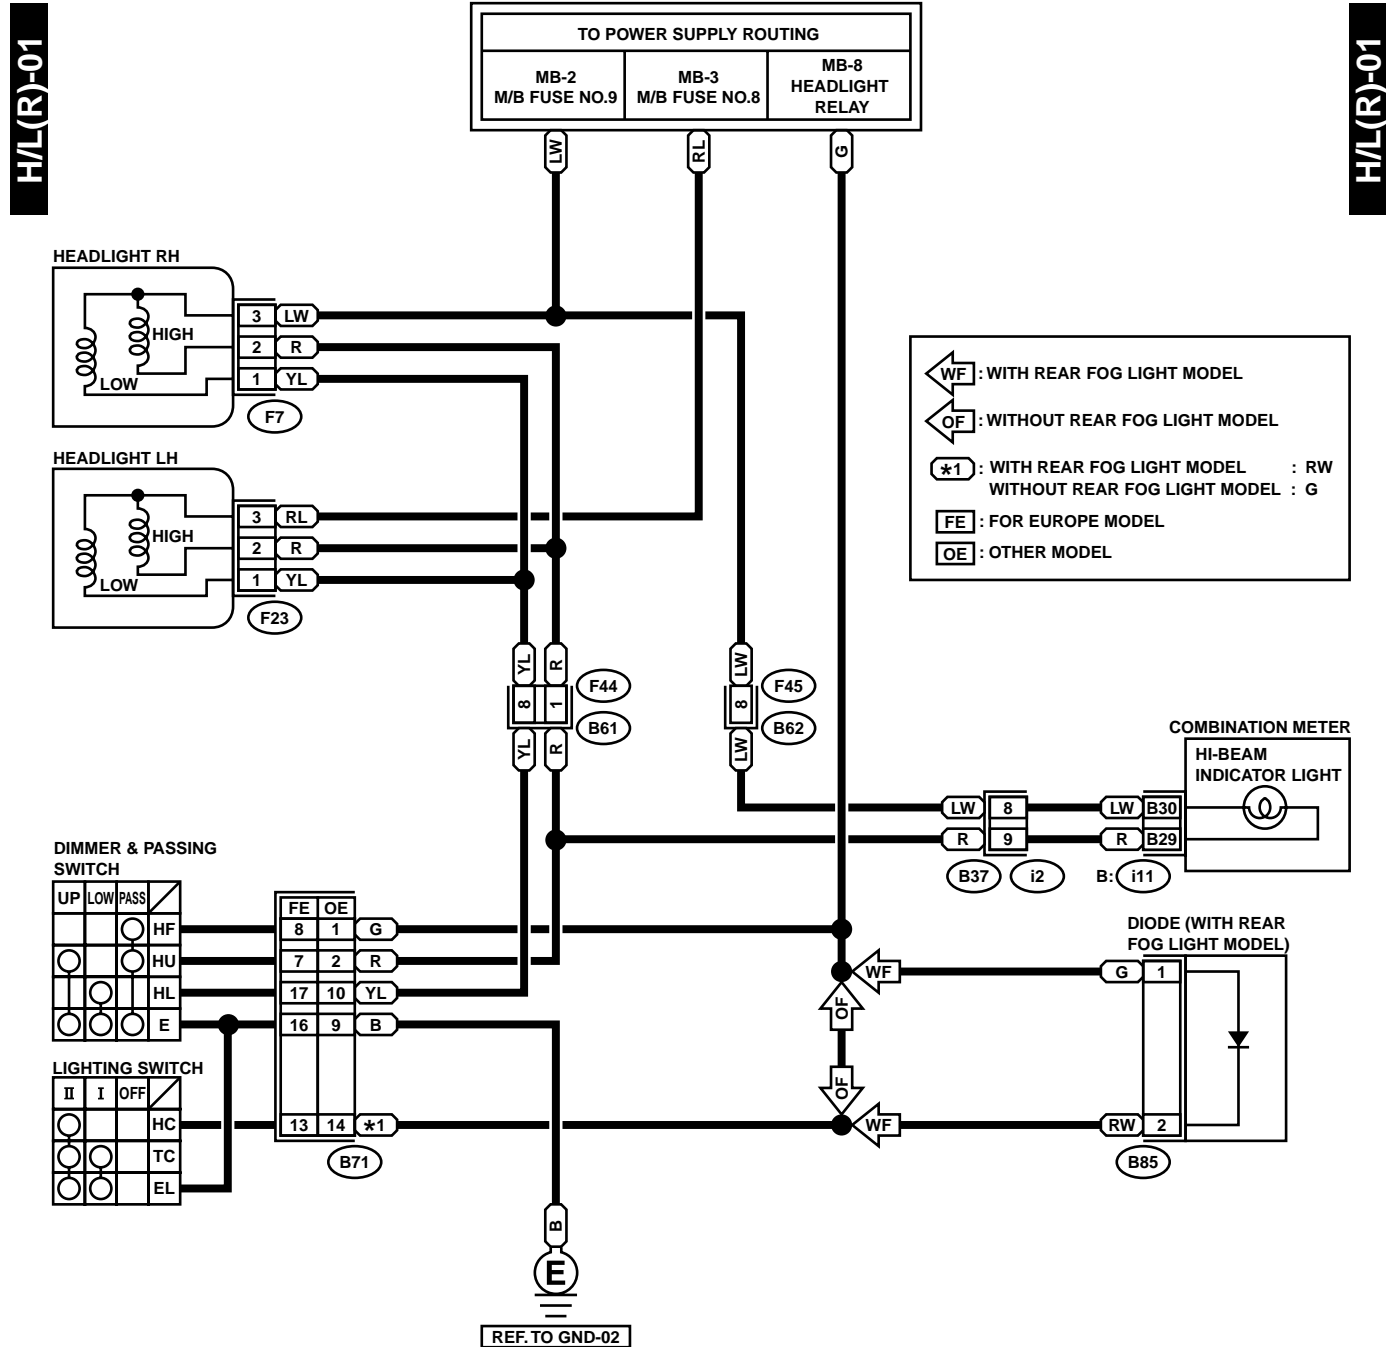 H/L(R)-01
H/L(R)-01
TO POWER SUPPLY ROUTING
MB-2
M/B FUSE NO.9
MB-3
M/B FUSE NO.8
MB-8
HEADLIGHT
RELAY
LW
RL
G
HEADLIGHT RH
HIGH
LOW
3 LW
2 R
1 YL
F7
HEADLIGHT LH
HIGH
LOW
3 RL
2 R
1 YL
F23
WF : WITH REAR FOG LIGHT MODEL
OF : WITHOUT REAR FOG LIGHT MODEL
*1 : WITH REAR FOG LIGHT MODEL : RW
WITHOUT REAR FOG LIGHT MODEL : G
FE : FOR EUROPE MODEL
OE : OTHER MODEL
YL R
8 1
YL R
F44
B61
LW
8
LW
F45
B62
COMBINATION METER
HI-BEAM
INDICATOR LIGHT
LW 8 LW B30
R 9 R B29
B37 i2 B: i11
DIMMER & PASSING
SWITCH
UP LOW PASS
HF
HU
HL
E
FE OE
8 1 G
7 2 R
17 10 YL
16 9 B
13 14 *1
B71
LIGHTING SWITCH
II I OFF
HC
TC
EL
DIODE (WITH REAR
FOG LIGHT MODEL)
WF
G 1
OF
OF
WF
RW 2
B85
B
E
REF. TO GND-02